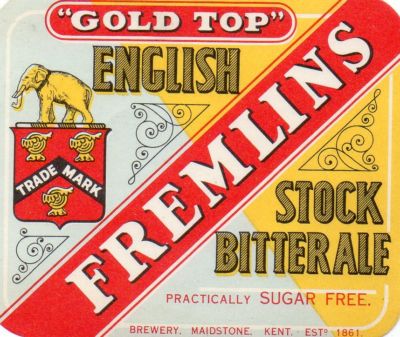 "GOLD TOP"
ENGLISH
TRADE MARK
FREMLINS
STOCK
BITTER ALE
PRACTICALLY SUGAR FREE.
BREWERY, MAIDSTONE, KENT. ESTD 1861.